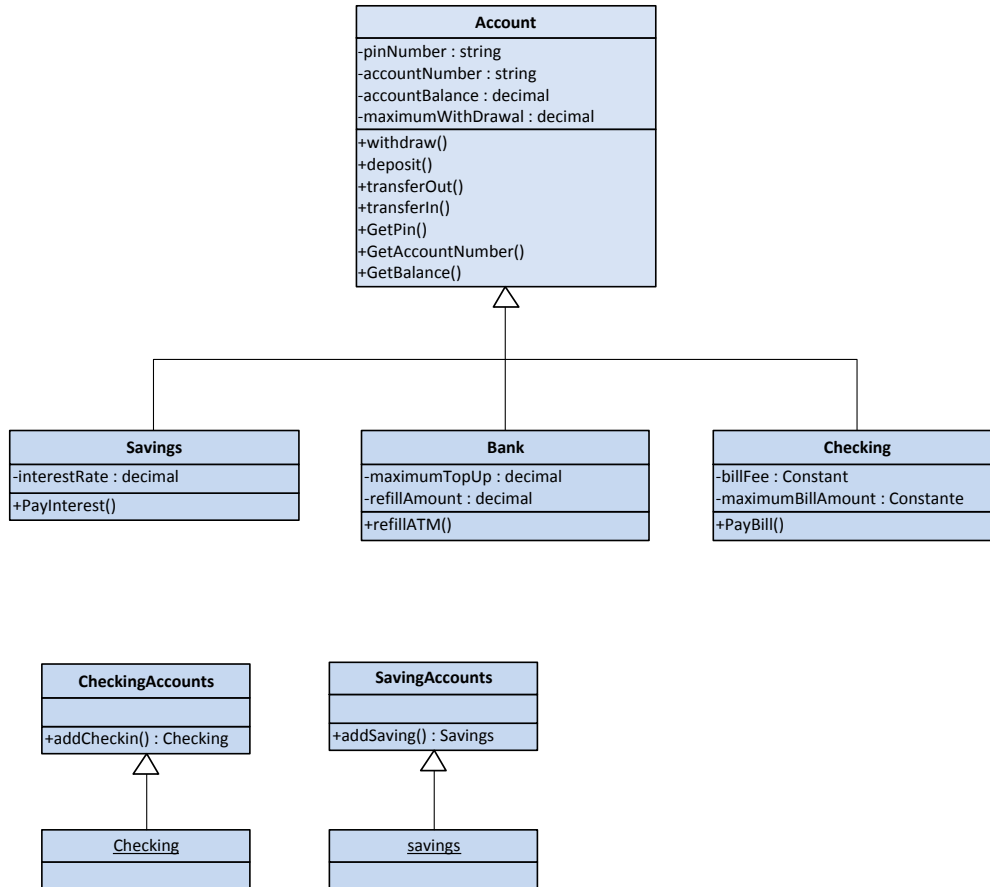 Account
-pinNumber : string
-accountNumber : string
-accountBalance : decimal
-maximumWithDrawal : decimal
+withdraw()
+deposit()
+transferOut()
+transferIn()
+GetPin()
+GetAccountNumber()
+GetBalance()
Savings
-interestRate : decimal
+PayInterest()
Bank
-maximumTopUp : decimal
-refillAmount : decimal
+refillATM()
Checking
-billFee : Constant
-maximumBillAmount : Constante
+PayBill()
CheckingAccounts
+addCheckin() : Checking
SavingAccounts
+addSaving() : Savings
Checking
savings